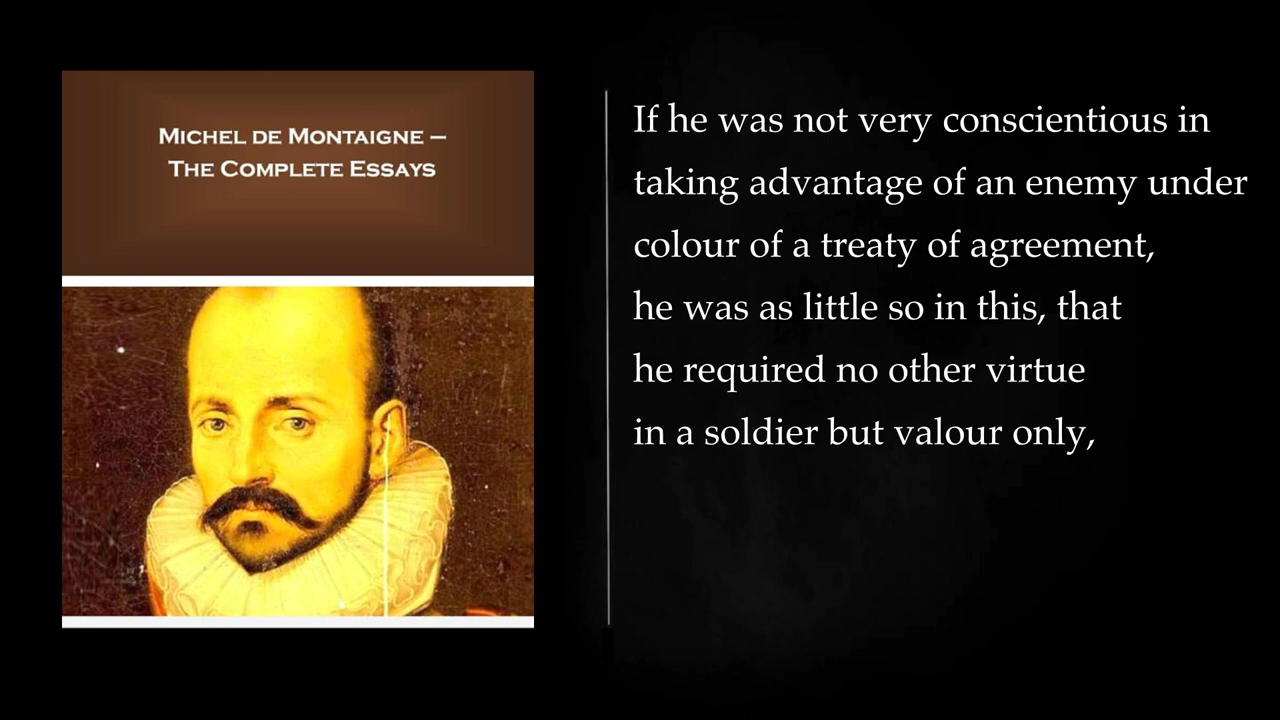 MICHEL DE MONTAIGNE –
THE COMPLETE ESSAYS
If he was not very conscientious in
taking advantage of an enemy under
colour of a treaty of agreement,
he was as little so in this, that
he required no other virtue
in a soldier but valour only,